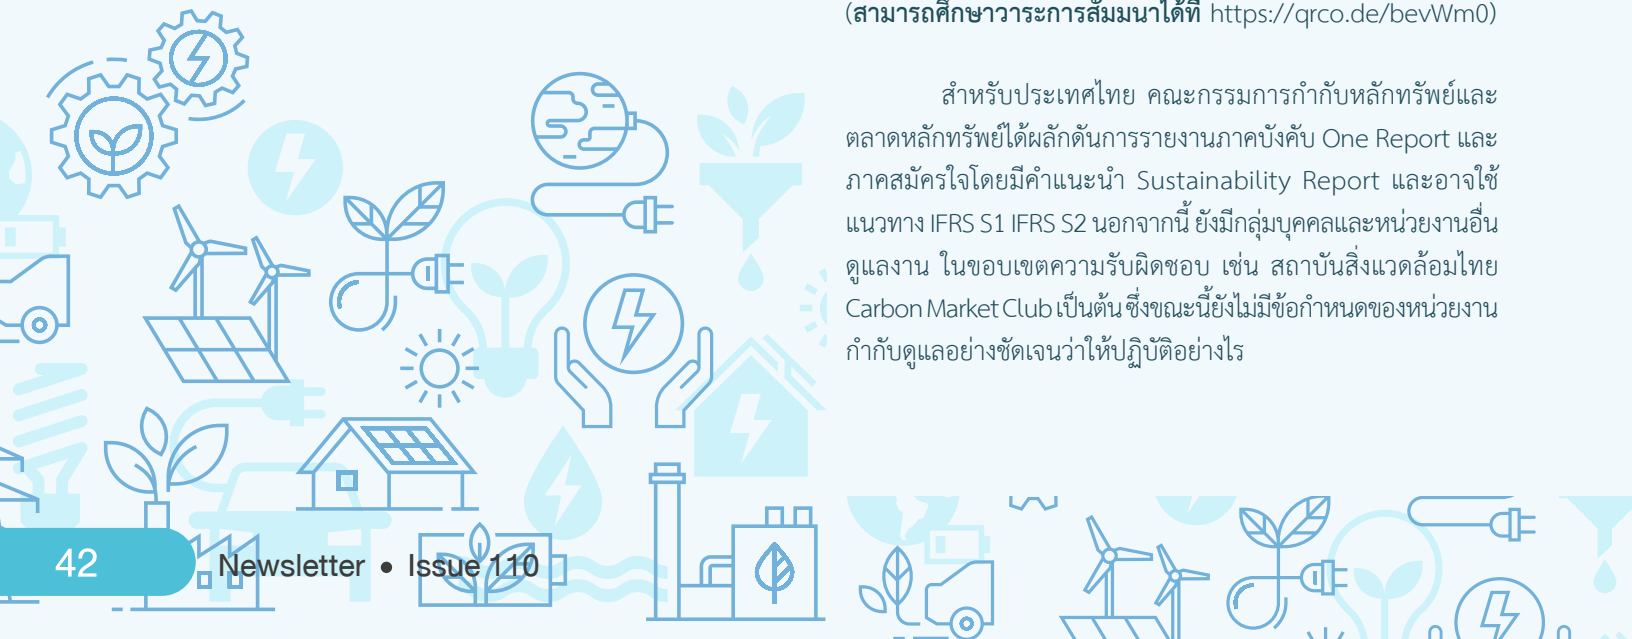 (สามารถศึกษาวาระการสัมมนาได้ที่ https://qrco.de/bevWm0)
สำหรับประเทศไทย คณะกรรมการกำกับหลักทรัพย์และ
ตลาดหลักทรัพย์ได้ผลักดันการรายงานภาคบังคับ One Report และ
ภาคสมัครใจโดยมีคำแนะนำ Sustainability Report และอาจใช้
แนวทาง IFRS S1 IFRS S2 นอกจากนี้ ยังมีกลุ่มบุคคลและหน่วยงานอื่น
ดูแลงาน ในขอบเขตความรับผิดชอบ เช่น สถาบันสิ่งแวดล้อมไทย
Carbon Market Club เป็นต้น ซึ่งขณะนี้ยังไม่มีข้อกำหนดของหน่วยงาน
กำกับดูแลอย่างชัดเจนว่าให้ปฏิบัติอย่างไร
42 Newsletter • Issue 110